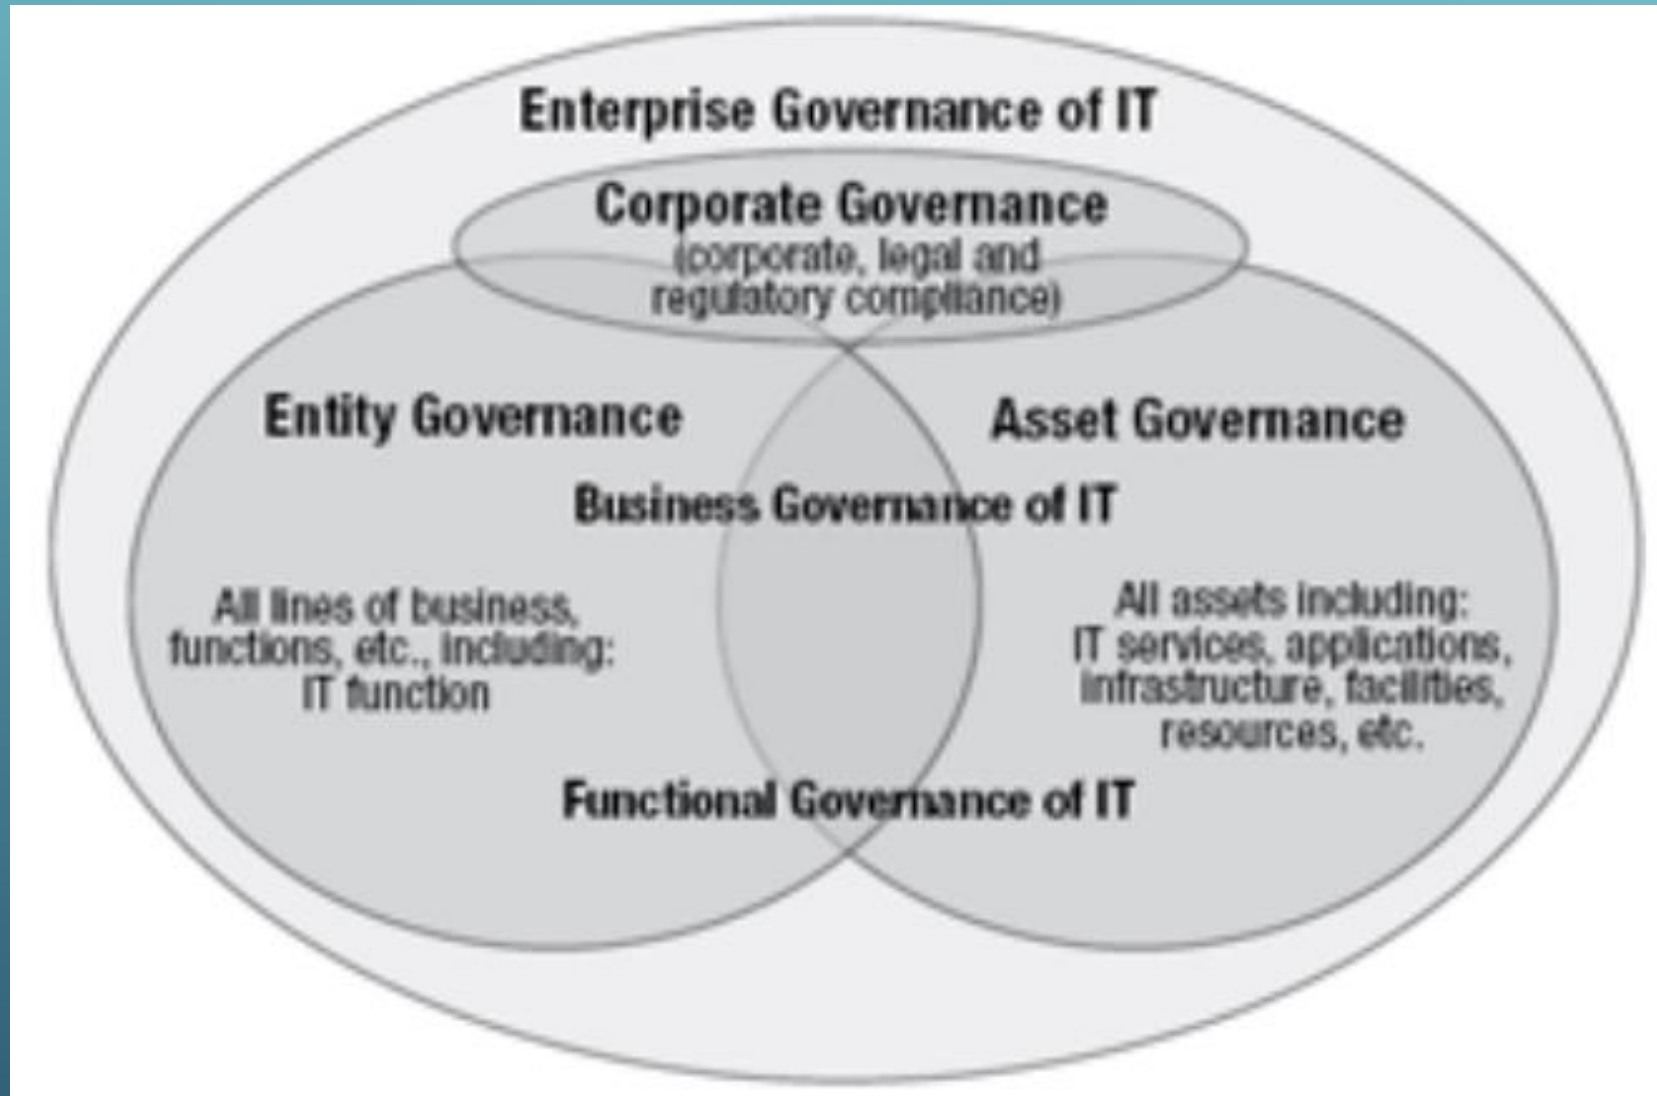 Enterprise Governance of IT
Corporate Governance
(corporate, legal and
regulatory compliance)
Entity Governance
Asset Governance
Business Governance of IT
All lines of business,
functions, etc., including:
IT function
All assets including:
IT services, applications,
infrastructure, facilities,
resources, etc.
Functional Governance of IT